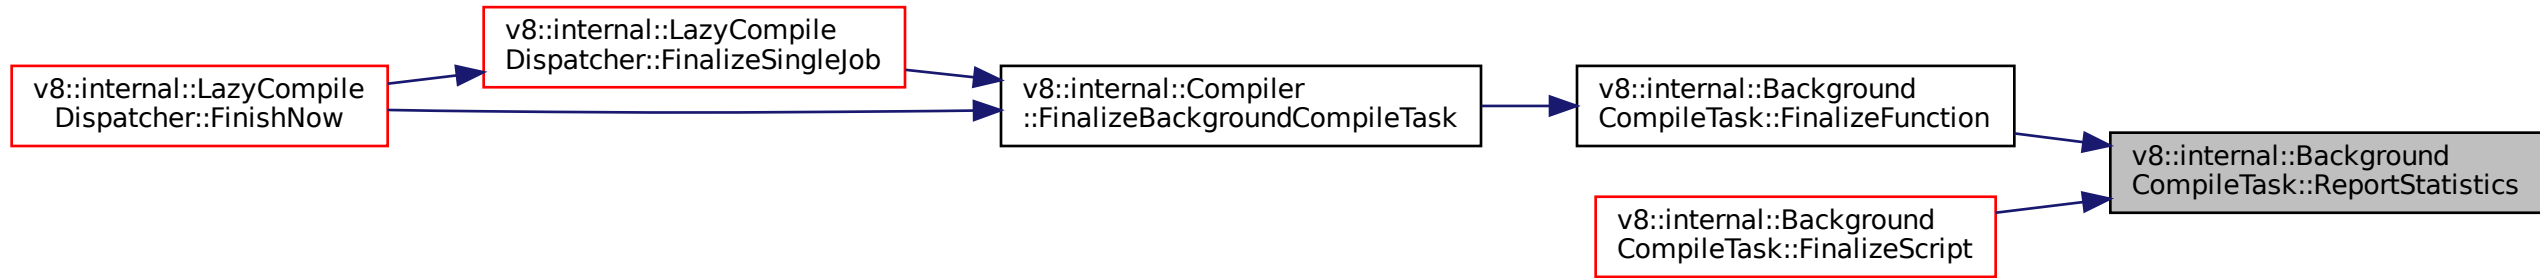 v8::internal::LazyCompile
Dispatcher::FinishNow
v8::internal::LazyCompile
Dispatcher::FinalizeSingleJob
v8::internal::Compiler
::FinalizeBackgroundCompileTask
v8::internal::Background
CompileTask::FinalizeFunction
v8::internal::Background
CompileTask::FinalizeScript
v8::internal::Background
CompileTask::ReportStatistics